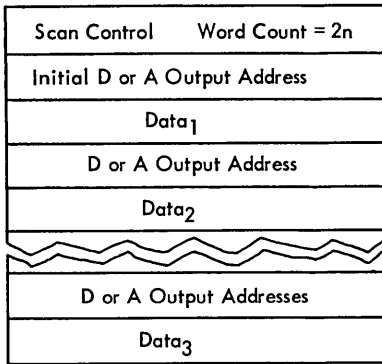 Scan Control Word Count = 2n
Initial D or A Output Address
Data₁
D or A Output Address
Data₂
D or A Output Addresses
Data₃